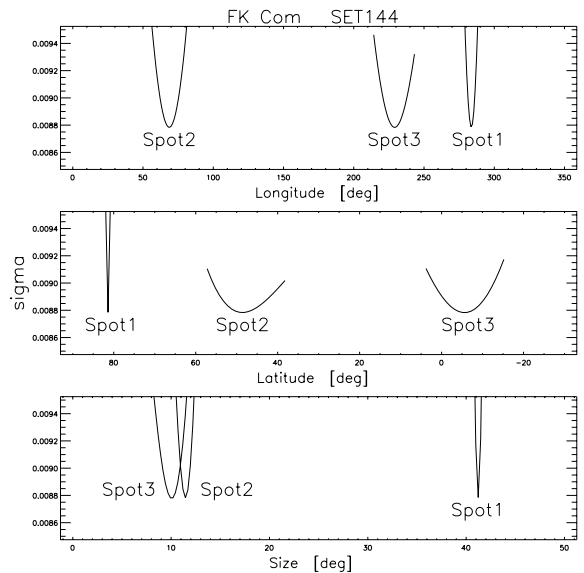 FK Com SET144
0.0094
0.0092
0.0090
0.0088
0.0086
Spot2 Spot3 Spot1
0 50 100 150 200 250 300 350
Longitude [deg]
sigma
0.0094
0.0092
0.0090
0.0088
0.0086
Spot1 Spot2 Spot3
80 60 40 20 0 -20
Latitude [deg]
0.0094
0.0092
0.0090
0.0088
0.0086
Spot3 Spot2
Spot1
0 10 20 30 40 50
Size [deg]